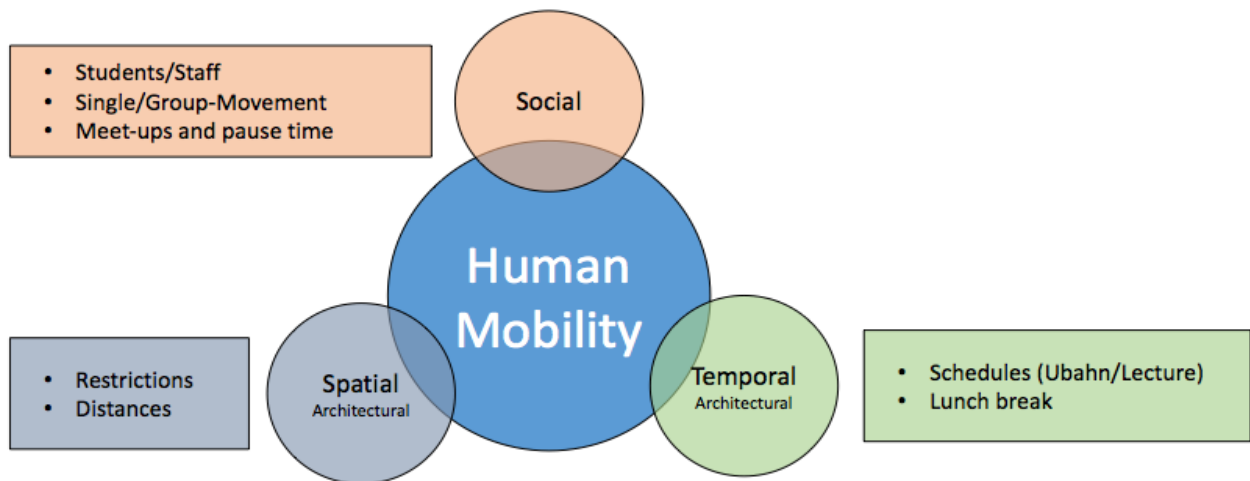 • Students/Staff
• Single/Group-Movement
• Meet-ups and pause time
Social
Human
Mobility
• Restrictions
• Distances
Spatial
Architectural
Temporal
Architectural
• Schedules (Ubahn/Lecture)
• Lunch break